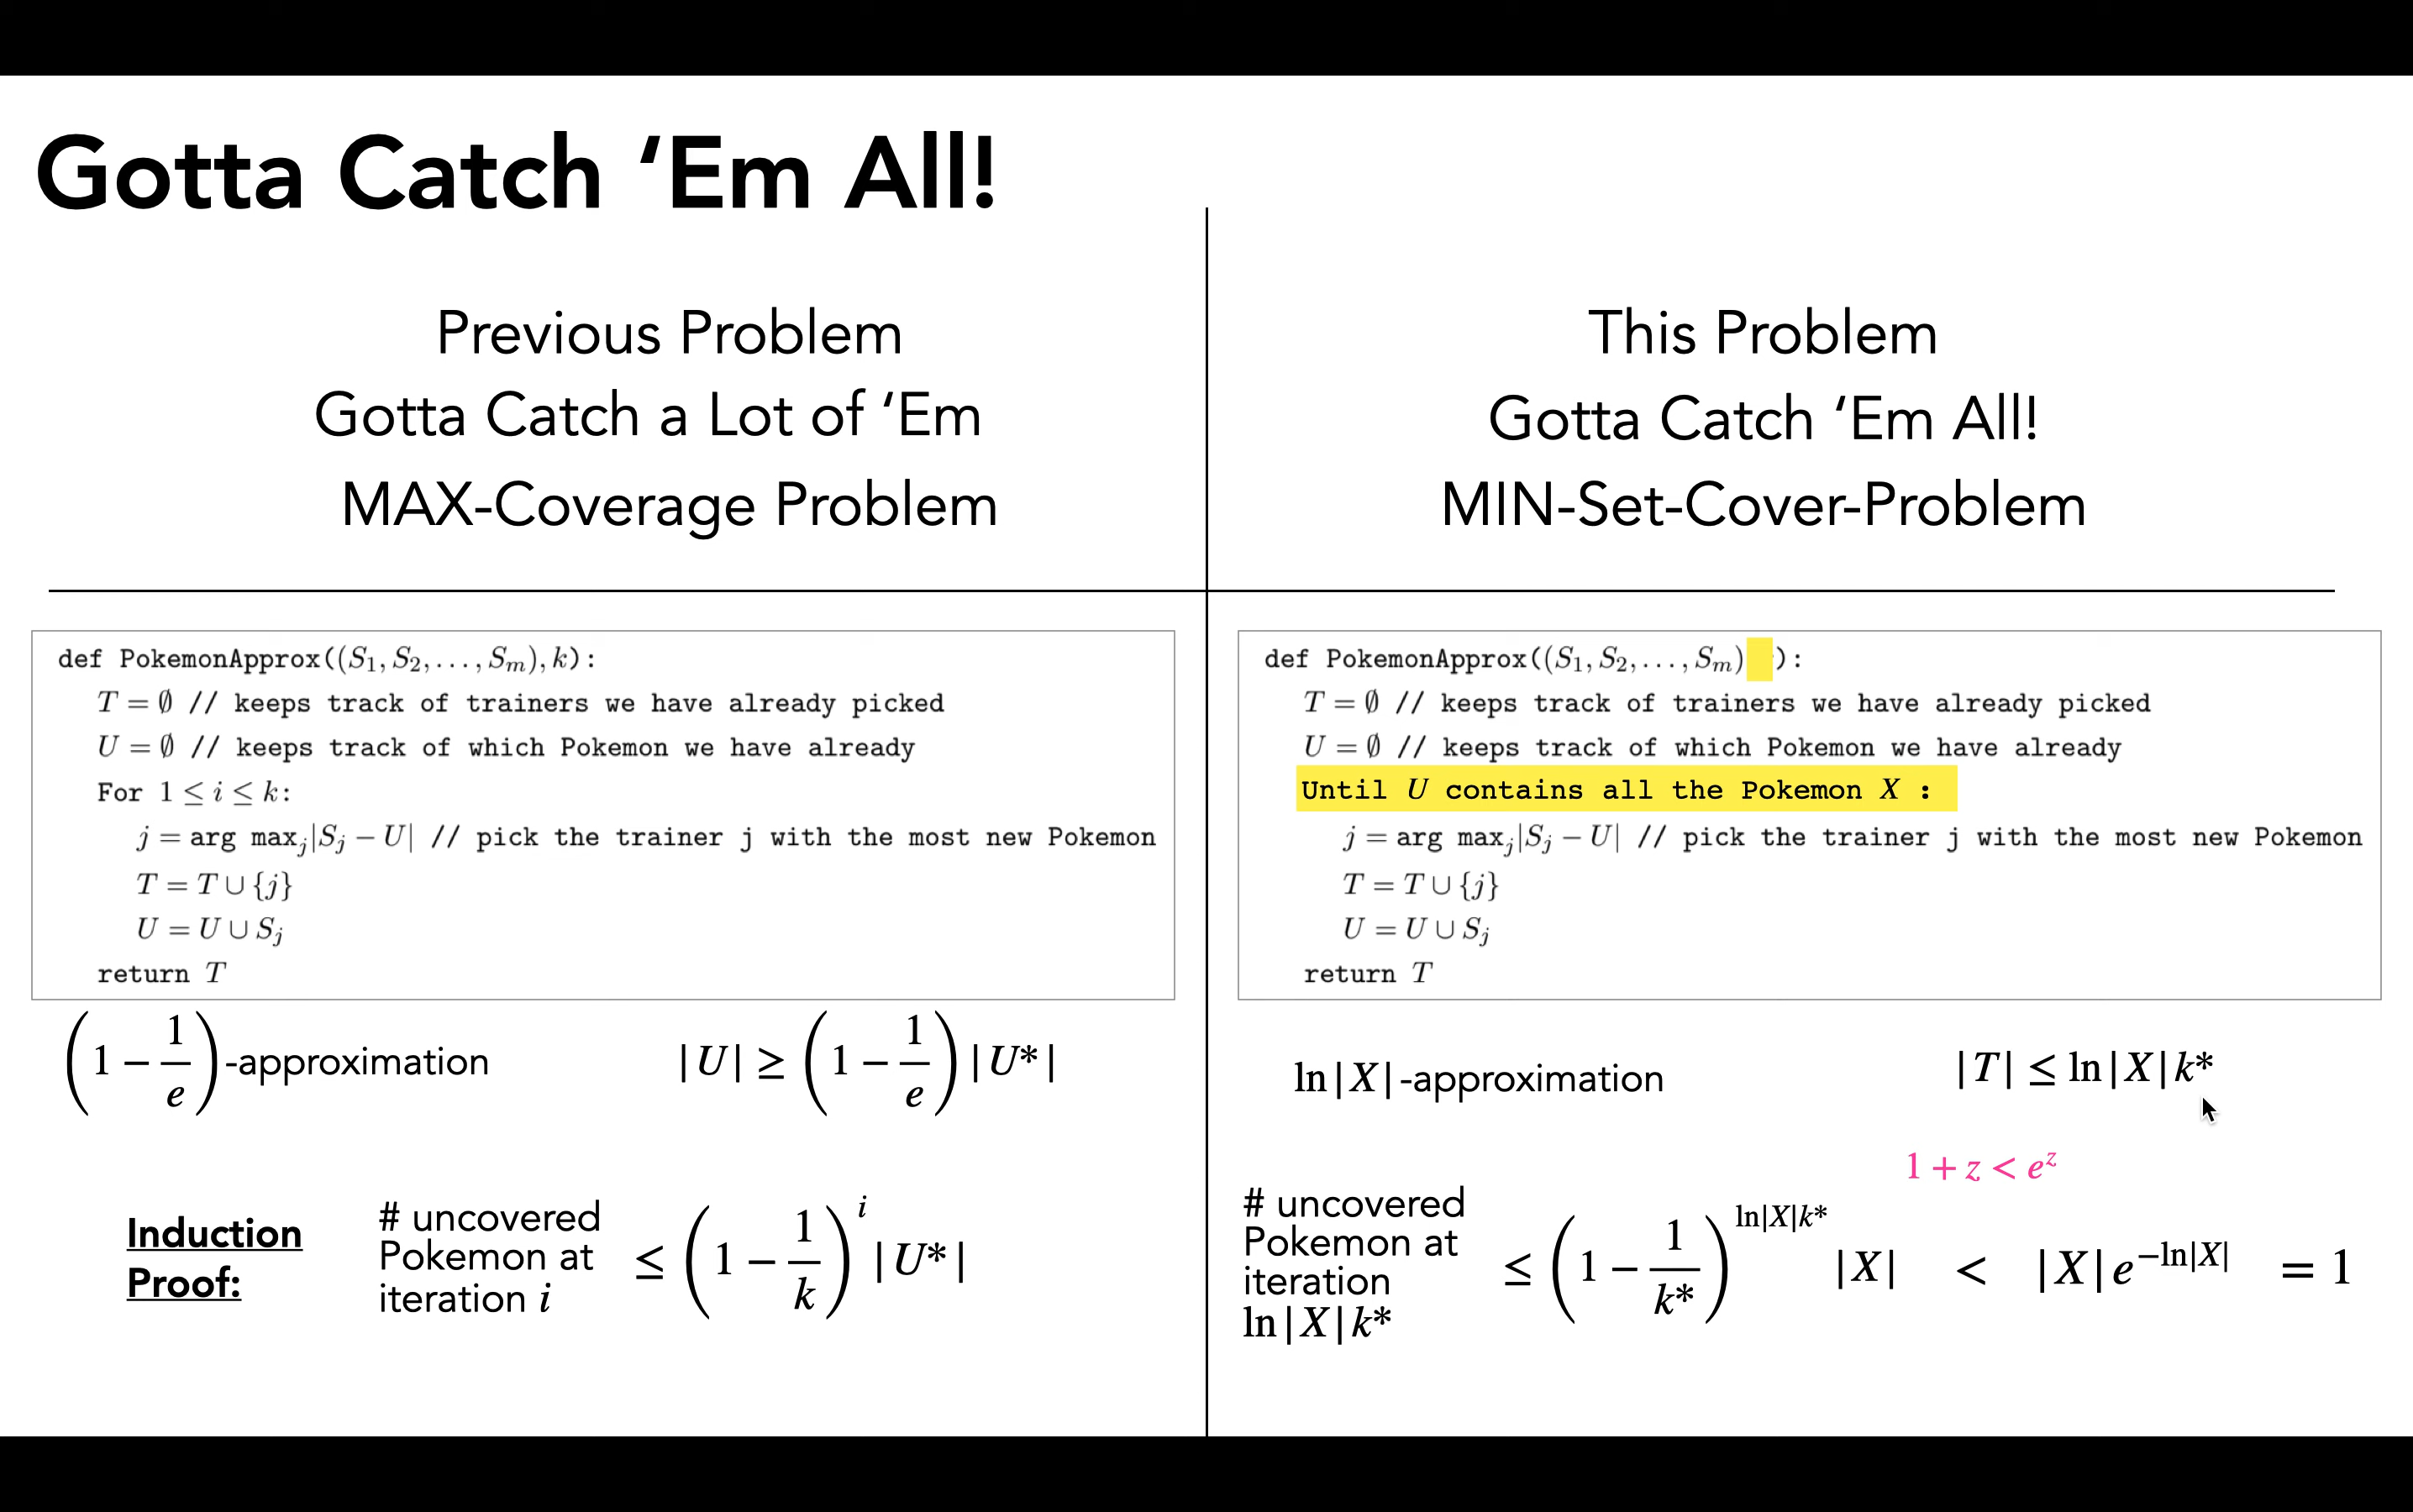 Gotta Catch ‘Em All!
Previous Problem
Gotta Catch a Lot of ‘Em
MAX-Coverage Problem
def PokemonApprox((S₁, S₂, . . . , Sₘ), k):
T = ∅ // keeps track of trainers we have already picked
U = ∅ // keeps track of which Pokemon we have already
For 1 ≤ i ≤ k:
j = arg maxⱼ|Sⱼ − U| // pick the trainer j with the most new Pokemon
T = T ∪ {j}
U = U ∪ Sⱼ
return T
(1 − 1/e)-approximation
|U| ≥ (1 − 1/e)|U*|
Induction
Proof:
# uncovered
Pokemon at
iteration i
≤ (1 − 1/k)^i |U*|
This Problem
Gotta Catch ‘Em All!
MIN-Set-Cover-Problem
def PokemonApprox((S₁, S₂, . . . , Sₘ) ):
T = ∅ // keeps track of trainers we have already picked
U = ∅ // keeps track of which Pokemon we have already
Until U contains all the Pokemon X :
j = arg maxⱼ|Sⱼ − U| // pick the trainer j with the most new Pokemon
T = T ∪ {j}
U = U ∪ Sⱼ
return T
ln|X|-approximation
|T| ≤ ln|X|k*
1 + z < e^z
# uncovered
Pokemon at
iteration
ln|X|k*
≤ (1 − 1/k*)^(ln|X|k*) |X| < |X|e^(−ln|X|) = 1